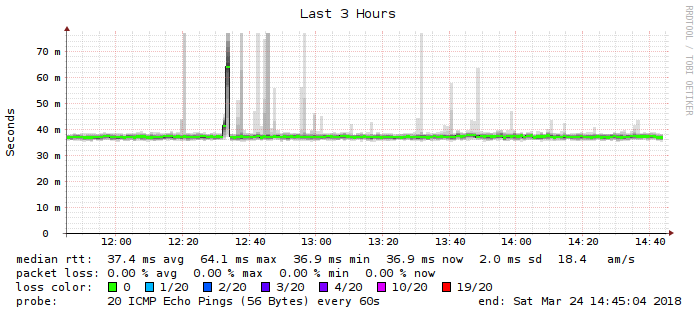 Last 3 Hours
RRDTOOL / TOBI OETIKER
Seconds
70 m
60 m
50 m
40 m
30 m
20 m
10 m
0
12:00 12:20 12:40 13:00 13:20 13:40 14:00 14:20 14:40
median rtt: 37.4 ms avg 64.1 ms max 36.9 ms min 36.9 ms now 2.0 ms sd 18.4 am/s
packet loss: 0.00 % avg 0.00 % max 0.00 % min 0.00 % now
loss color: 0 1/20 2/20 3/20 4/20 10/20 19/20
probe: 20 ICMP Echo Pings (56 Bytes) every 60s end: Sat Mar 24 14:45:04 2018